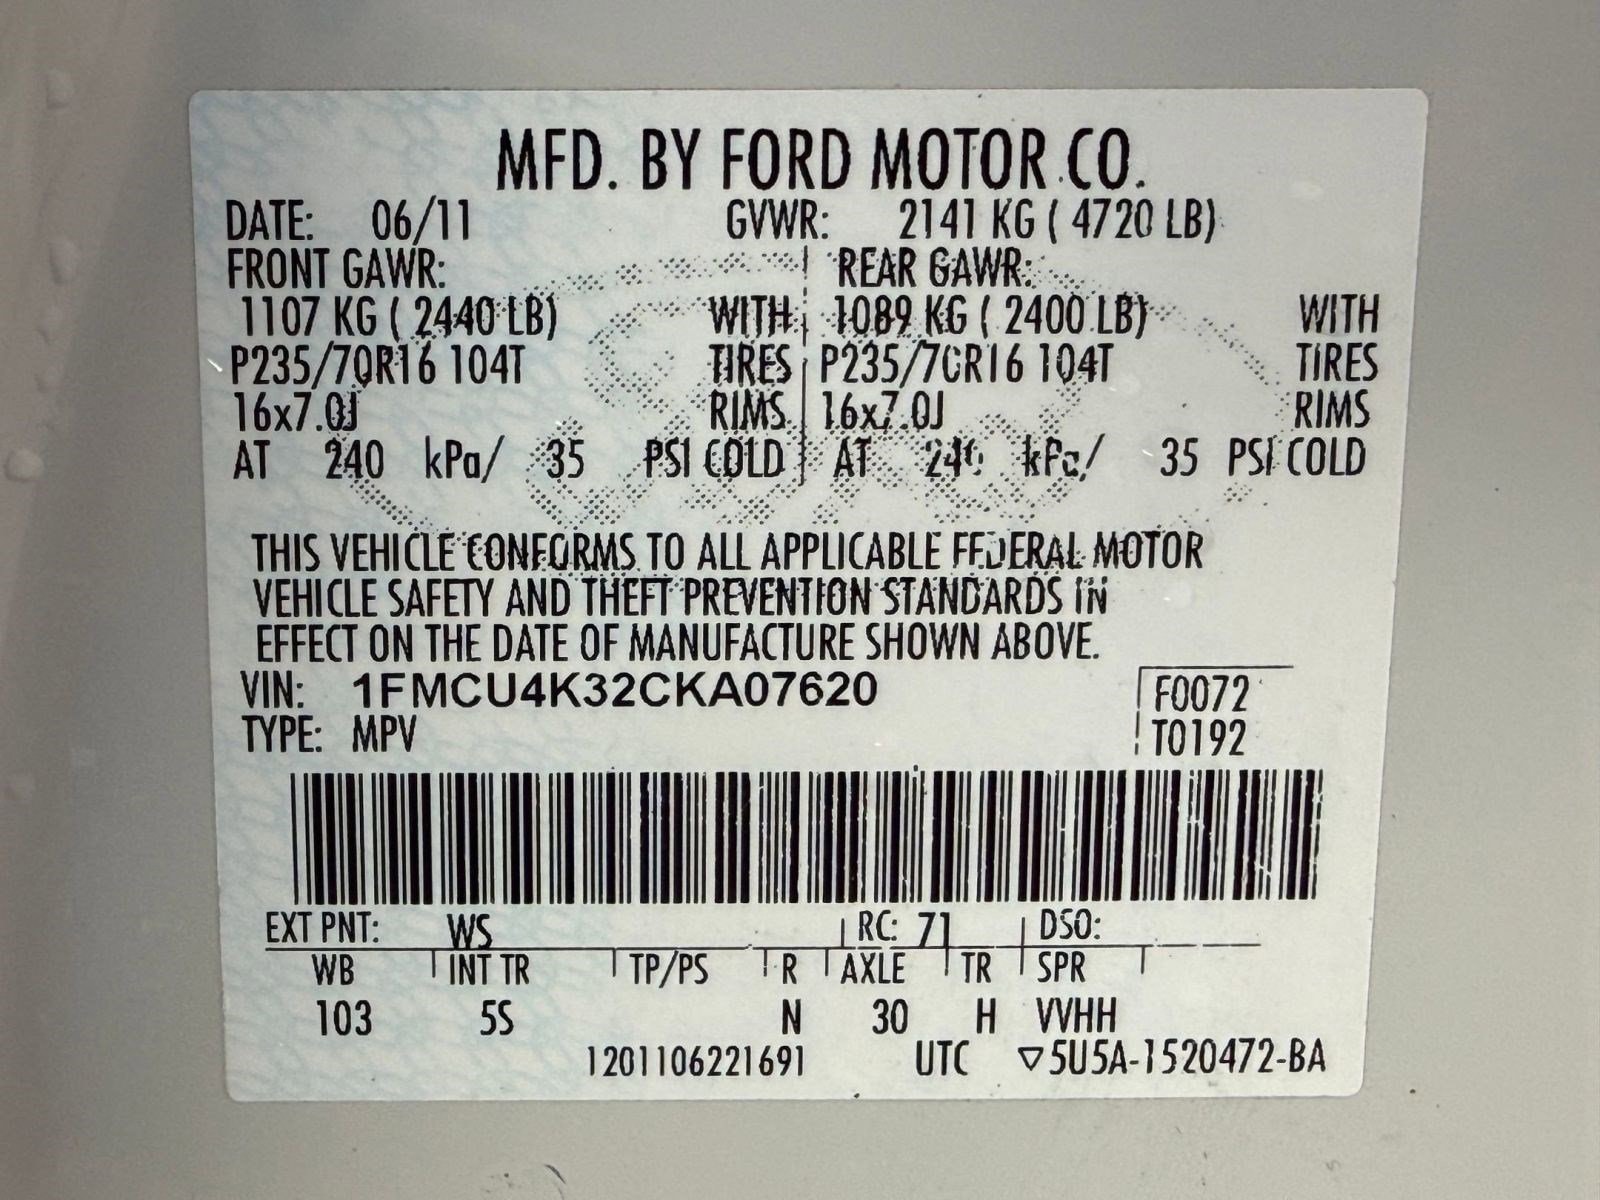 MFD. BY FORD MOTOR CO.
DATE: 06/11 GVWR: 2141 KG ( 4720 LB)
FRONT GAWR: REAR GAWR:
1107 KG ( 2440 LB) WITH 1089 KG ( 2400 LB) WITH
P235/70R16 104T TIRES P235/70R16 104T TIRES
16x7.0J RIMS 16x7.0J RIMS
AT 240 kPa/ 35 PSI COLD AT 240 kPa/ 35 PSI COLD
THIS VEHICLE CONFORMS TO ALL APPLICABLE FEDERAL MOTOR
VEHICLE SAFETY AND THEFT PREVENTION STANDARDS IN
EFFECT ON THE DATE OF MANUFACTURE SHOWN ABOVE.
VIN: 1FMCU4K32CKA07620 F0072
TYPE: MPV T0192
EXT PNT: WS RC: 71 DSO:
WB INT TR TP/PS R AXLE TR SPR
103 5S N 30 H VVHH
1201106221691 UTC ▽5U5A-1520472-BA